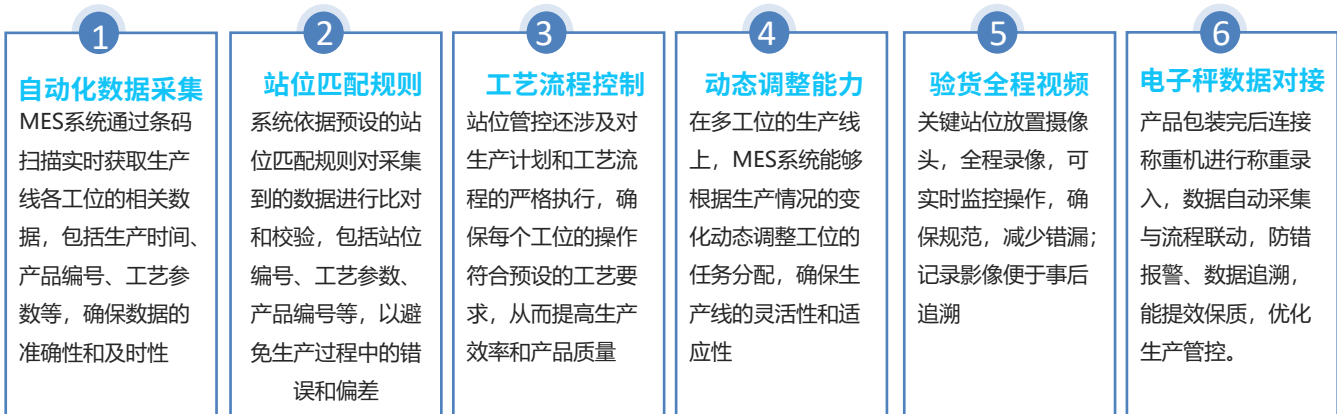 1
自动化数据采集
MES系统通过条码
扫描实时获取生产
线各工位的相关数
据，包括生产时间、
产品编号、工艺参
数等，确保数据的
准确性和及时性
2
站位匹配规则
系统依据预设的站
位匹配规则对采集
到的数据进行比对
和校验，包括站位
编号、工艺参数、
产品编号等，以避
免生产过程中的错
误和偏差
3
工艺流程控制
站位管控还涉及对
生产计划和工艺流
程的严格执行，确
保每个工位的操作
符合预设的工艺要
求，从而提高生产
效率和产品质量
4
动态调整能力
在多工位的生产线
上，MES系统能够
根据生产情况的变
化动态调整工位的
任务分配，确保生
产线的灵活性和适
应性
5
验货全程视频
关键站位放置摄像
头，全程录像，可
实时监控操作，确
保规范，减少错漏；
记录影像便于事后
追溯
6
电子秤数据对接
产品包装完后连接
称重机进行称重录
入，数据自动采集
与流程联动，防错
报警、数据追溯，
能提效保质，优化
生产管控。